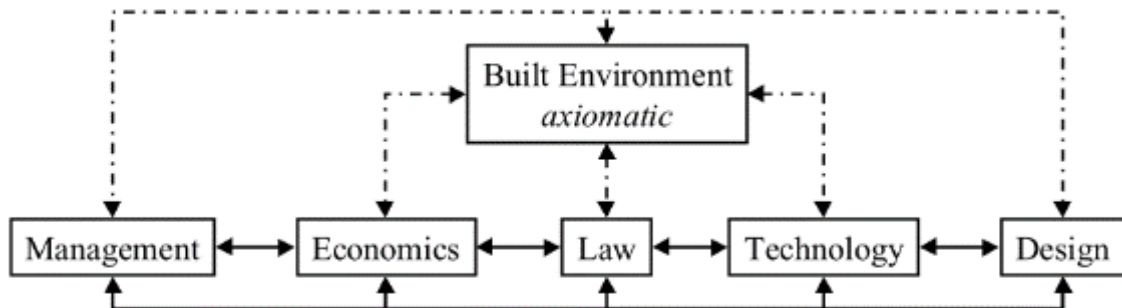 Built Environment
axiomatic
Management
Economics
Law
Technology
Design